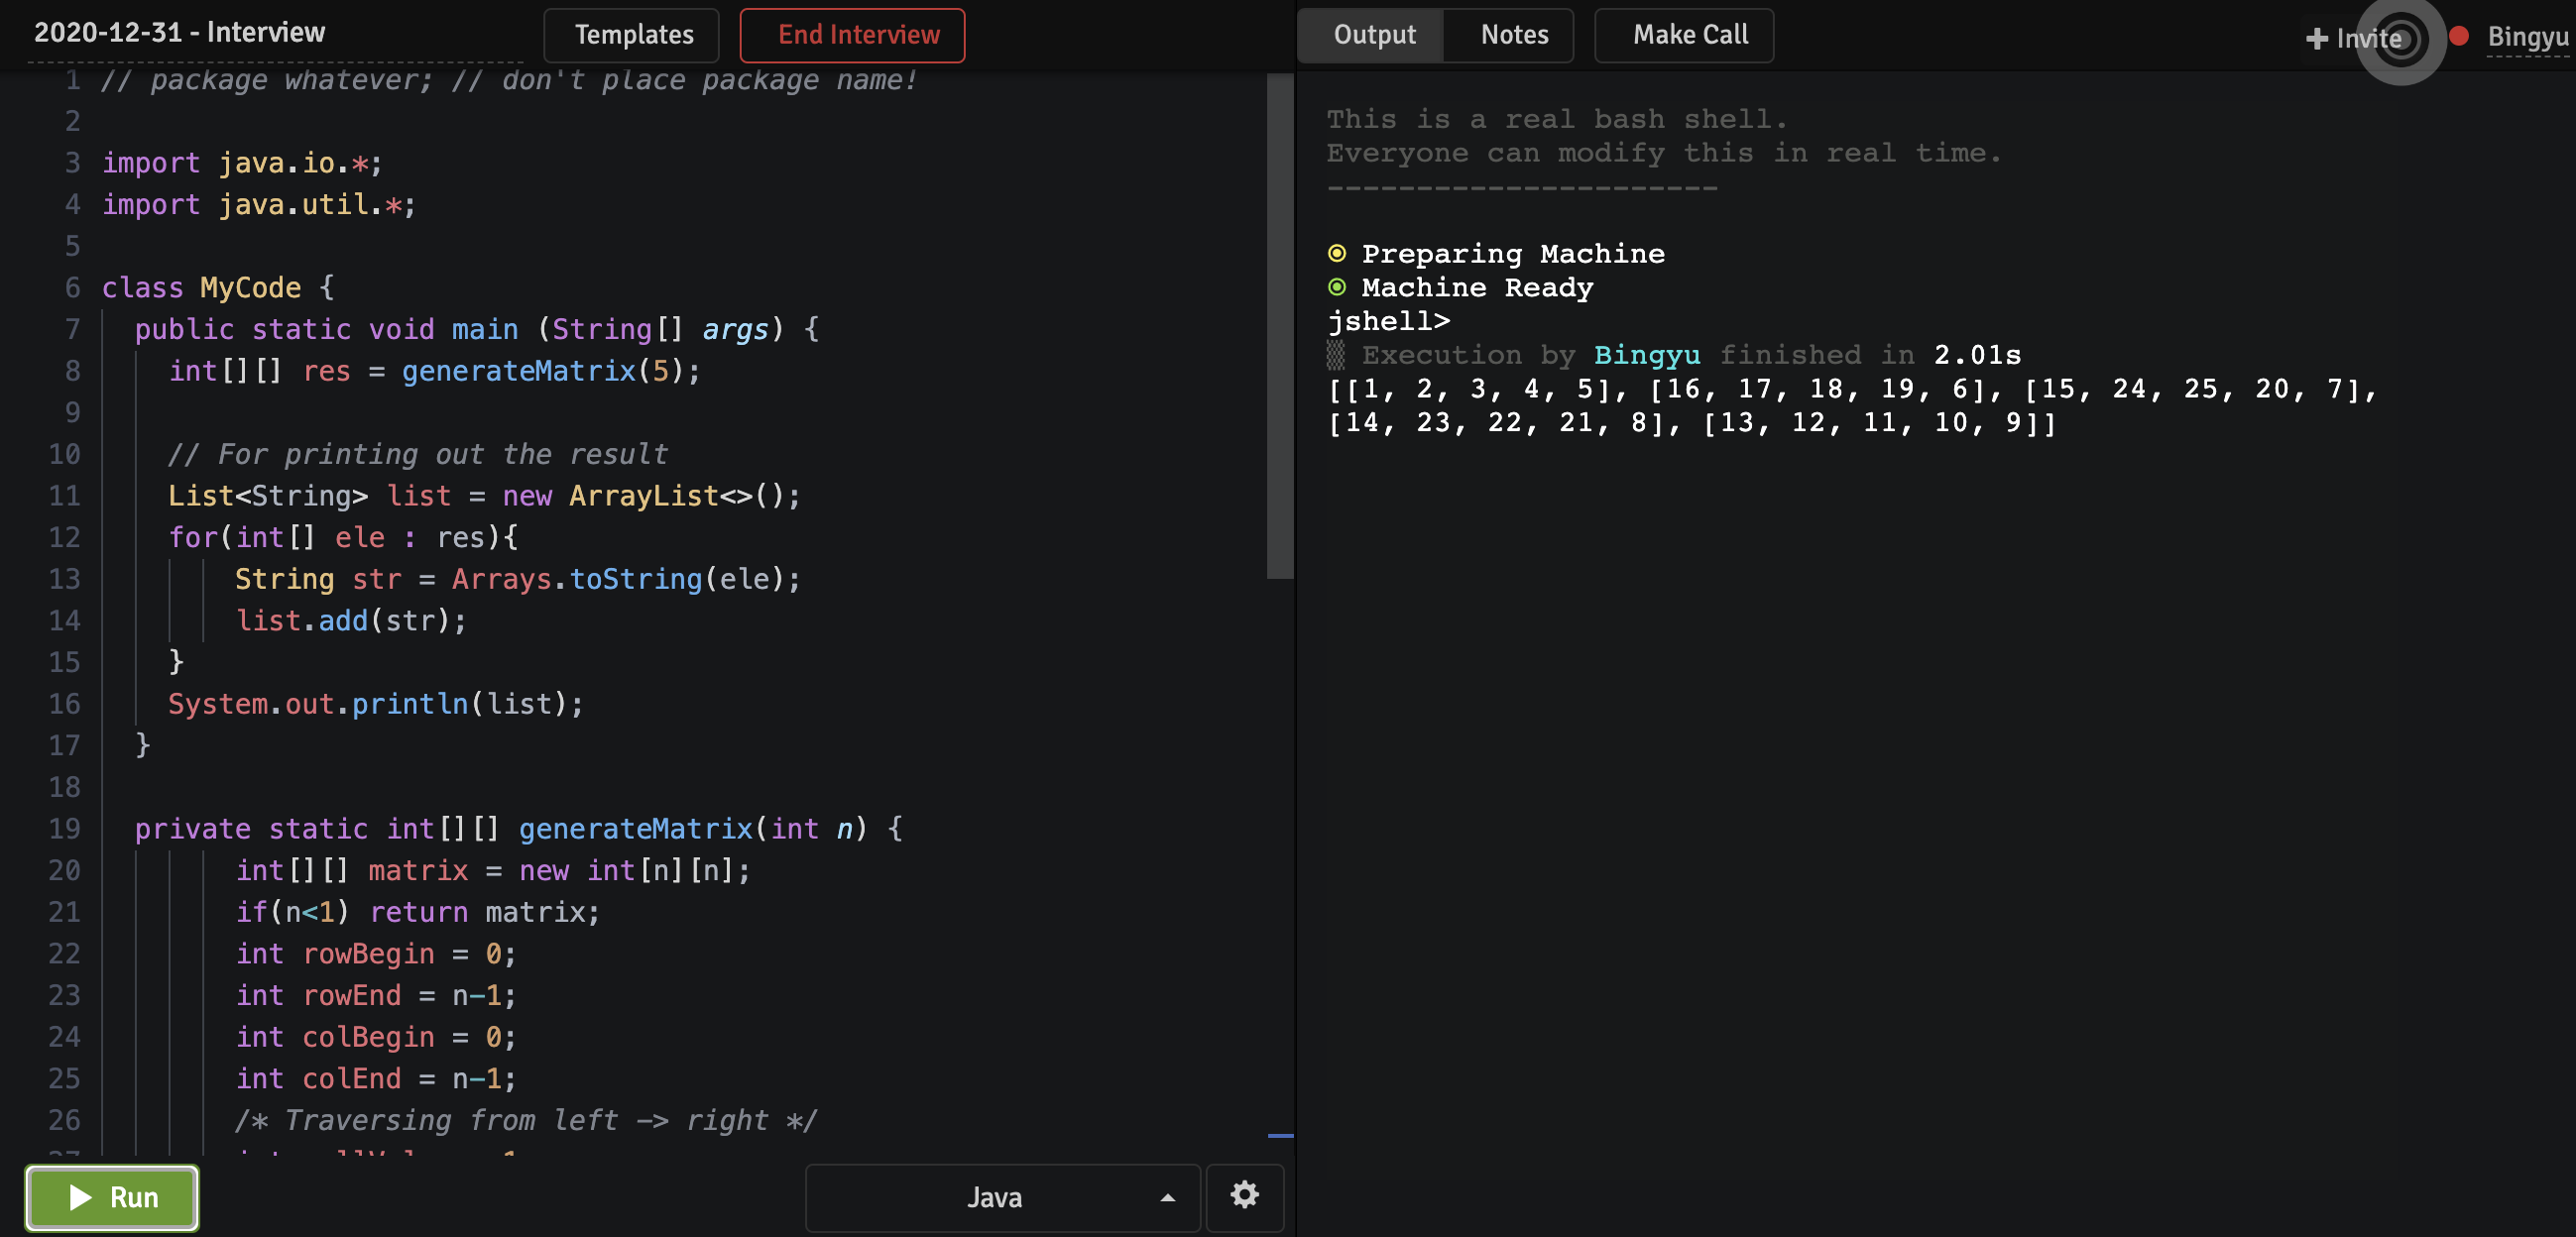 2020-12-31 - Interview
Templates
End Interview
Output
Notes
Make Call
Invite
Bingyu
1 // package whatever; // don't place package name!
2
3 import java.io.*;
4 import java.util.*;
5
6 class MyCode {
7 public static void main (String[] args) {
8 int[][] res = generateMatrix(5);
9
10 // For printing out the result
11 List<String> list = new ArrayList<>();
12 for(int[] ele : res){
13 String str = Arrays.toString(ele);
14 list.add(str);
15 }
16 System.out.println(list);
17 }
18
19 private static int[][] generateMatrix(int n) {
20 int[][] matrix = new int[n][n];
21 if(n<1) return matrix;
22 int rowBegin = 0;
23 int rowEnd = n-1;
24 int colBegin = 0;
25 int colEnd = n-1;
26 /* Traversing from left -> right */
Run
Java
This is a real bash shell.
Everyone can modify this in real time.
----------------------
Preparing Machine
Machine Ready
jshell>
Execution by Bingyu finished in 2.01s
[[1, 2, 3, 4, 5], [16, 17, 18, 19, 6], [15, 24, 25, 20, 7],
[14, 23, 22, 21, 8], [13, 12, 11, 10, 9]]